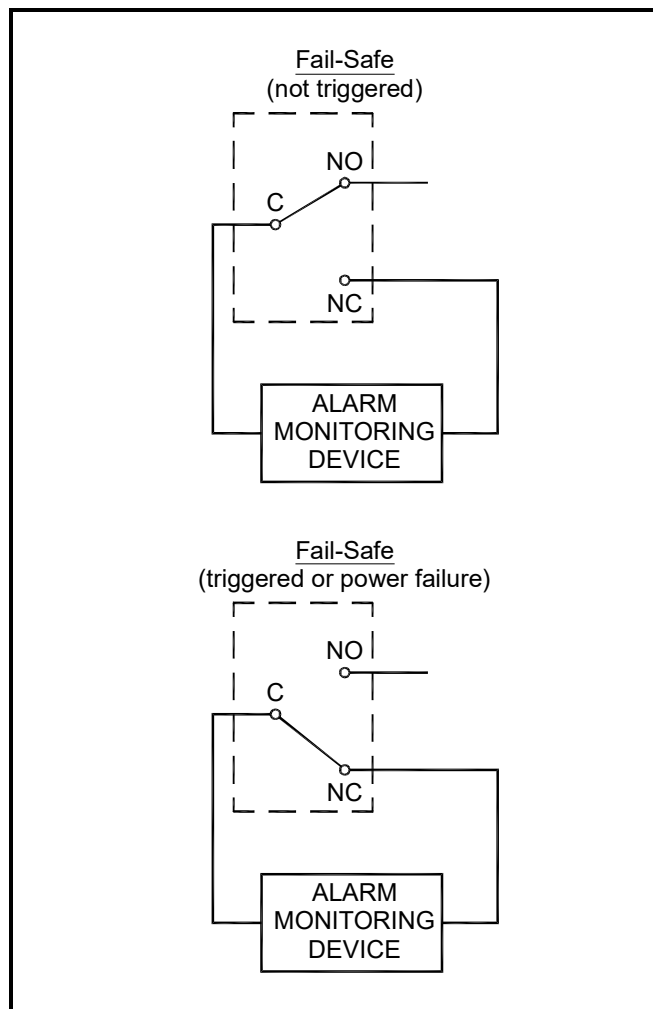 Fail-Safe
(not triggered)
NO
C
NC
ALARM
MONITORING
DEVICE
Fail-Safe
(triggered or power failure)
NO
C
NC
ALARM
MONITORING
DEVICE